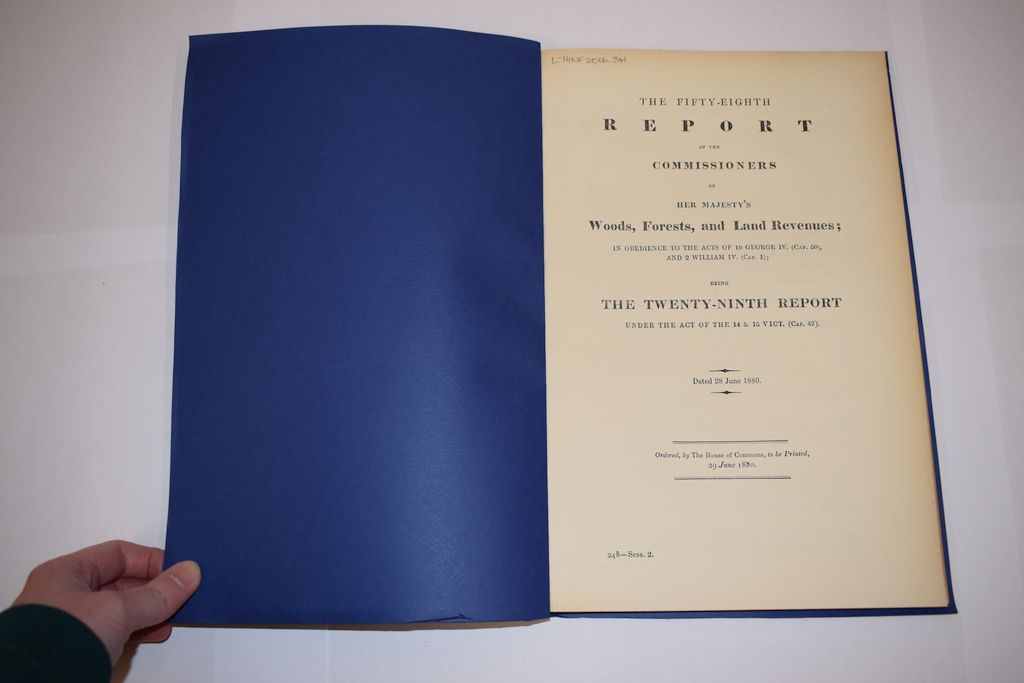 LYHNF 2016.341
THE FIFTY-EIGHTH
REPORT
OF THE
COMMISSIONERS
OF
HER MAJESTY'S
Woods, Forests, and Land Revenues;
IN OBEDIENCE TO THE ACTS OF 10 GEORGE IV. (CAP. 50),
AND 2 WILLIAM IV. (CAP. 1);
BEING
THE TWENTY-NINTH REPORT
UNDER THE ACT OF THE 14 & 15 VICT. (CAP. 42).
Dated 28 June 1880.
Ordered, by The House of Commons, to be Printed,
29 June 1880.
248—Sess. 2.